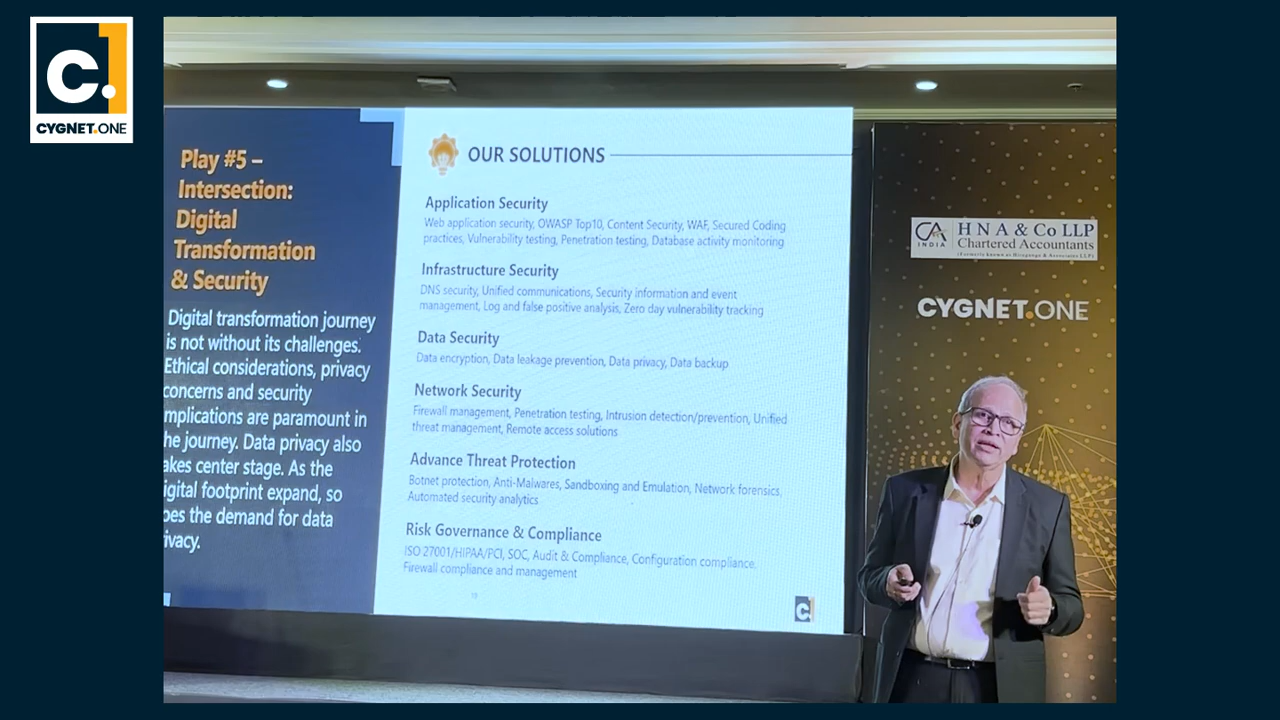 c.
CYGNET.ONE
Play #5 –
Intersection:
Digital
Transformation
& Security
Digital transformation journey
is not without its challenges.
Ethical considerations, privacy
concerns and security
mplications are paramount in
he journey. Data privacy also
akes center stage. As the
igital footprint expand, so
oes the demand for data
ivacy.
OUR SOLUTIONS
Application Security
Web application security, OWASP Top10, Content Security, WAF, Secured Coding
practices, Vulnerability testing, Penetration testing, Database activity monitoring
Infrastructure Security
DNS security, Unified communications, Security information and event
management, Log and false positive analysis, Zero day vulnerability tracking
Data Security
Data encryption, Data leakage prevention, Data privacy, Data backup
Network Security
Firewall management, Penetration testing, Intrusion detection/prevention, Unified
threat management, Remote access solutions
Advance Threat Protection
Botnet protection, Anti-Malwares, Sandboxing and Emulation, Network forensics,
Automated security analytics
Risk Governance & Compliance
ISO 27001/HIPAA/PCI, SOC, Audit & Compliance, Configuration compliance,
Firewall compliance and management
c.
CA
INDIA
H N A & Co LLP
Chartered Accountants
CYGNET.ONE